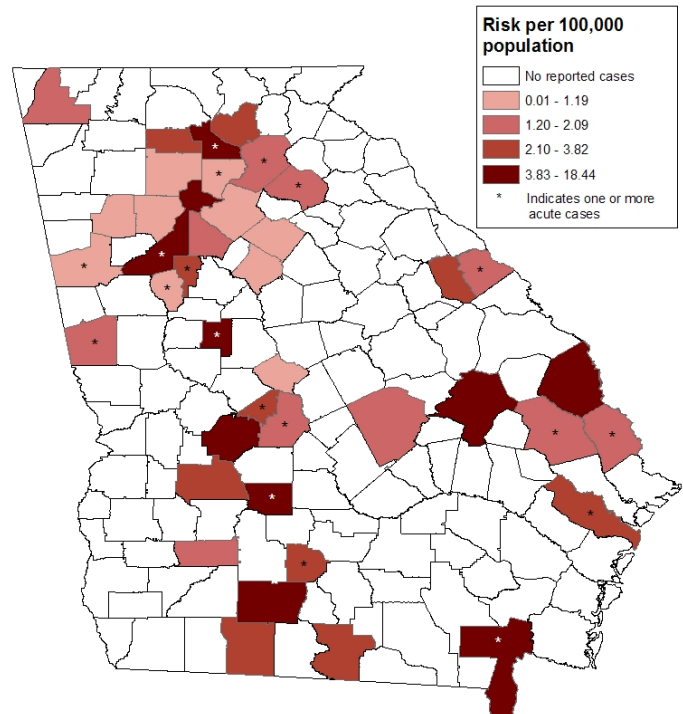 Risk per 100,000
population
No reported cases
0.01 - 1.19
1.20 - 2.09
2.10 - 3.82
3.83 - 18.44
* Indicates one or more
acute cases